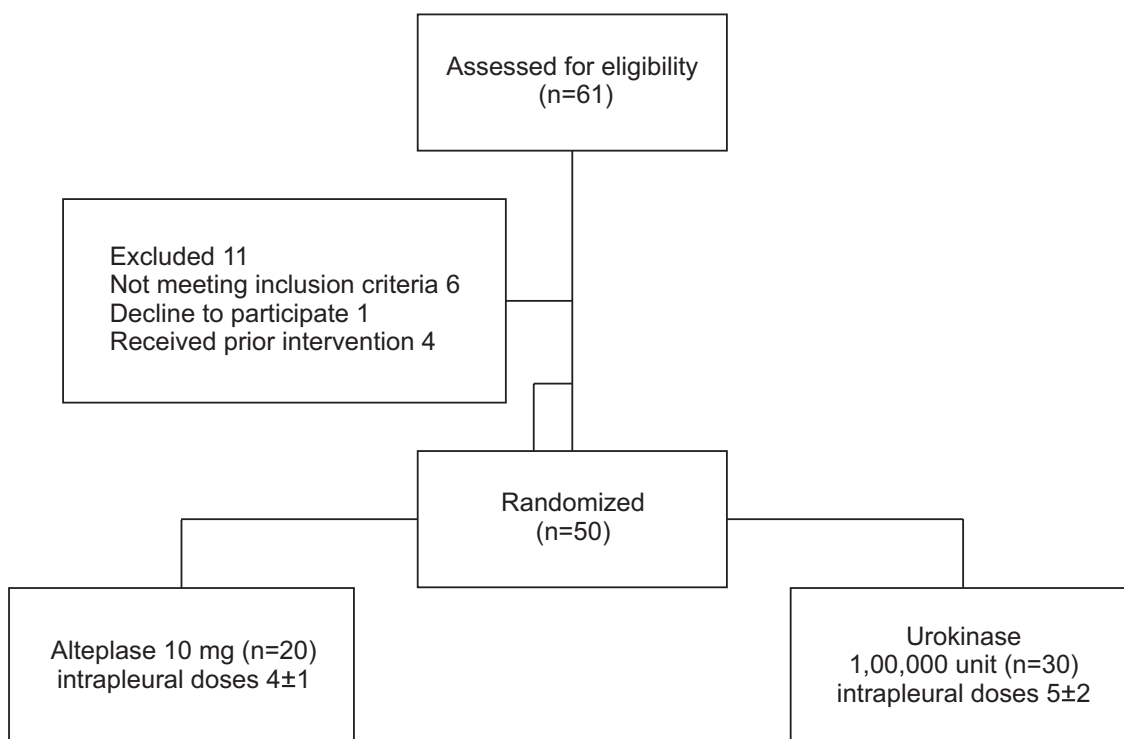 Assessed for eligibility
(n=61)
Excluded 11
Not meeting inclusion criteria 6
Decline to participate 1
Received prior intervention 4
Randomized
(n=50)
Alteplase 10 mg (n=20)
intrapleural doses 4±1
Urokinase
1,00,000 unit (n=30)
intrapleural doses 5±2